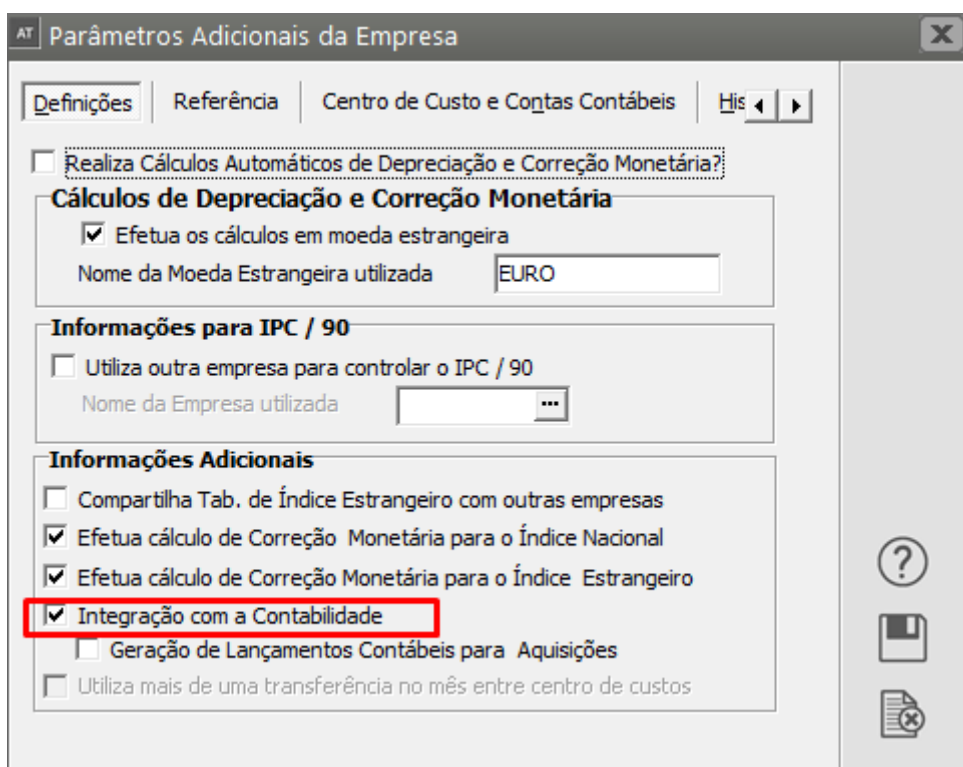 AT Parâmetros Adicionais da Empresa
Definições Referência Centro de Custo e Contas Contábeis His
Realiza Cálculos Automáticos de Depreciação e Correção Monetária?
Cálculos de Depreciação e Correção Monetária
Efetua os cálculos em moeda estrangeira
Nome da Moeda Estrangeira utilizada EURO
Informações para IPC / 90
Utiliza outra empresa para controlar o IPC / 90
Nome da Empresa utilizada ...
Informações Adicionais
Compartilha Tab. de Índice Estrangeiro com outras empresas
Efetua cálculo de Correção Monetária para o Índice Nacional
Efetua cálculo de Correção Monetária para o Índice Estrangeiro
Integração com a Contabilidade
Geração de Lançamentos Contábeis para Aquisições
Utiliza mais de uma transferência no mês entre centro de custos